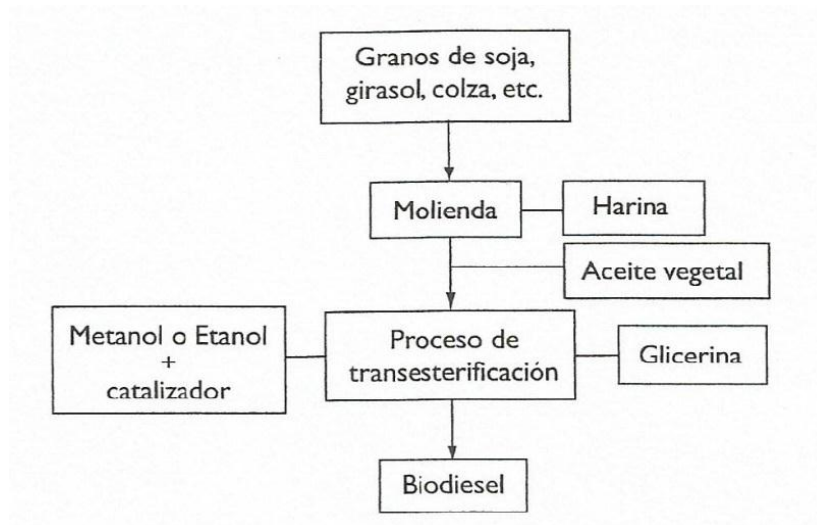 Granos de soja,
girasol, colza, etc.
Molienda
Harina
Aceite vegetal
Metanol o Etanol
+
catalizador
Proceso de
transesterificación
Glicerina
Biodiesel